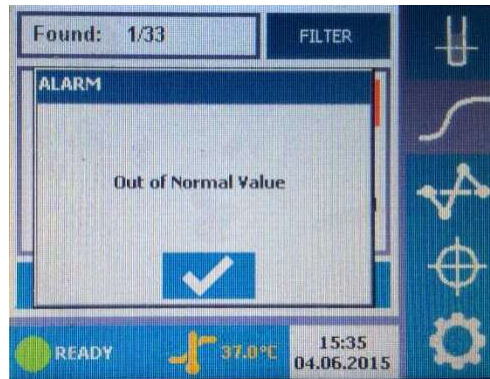 Found: 1/33
FILTER
ALARM
Out of Normal Value
READY
37.0°C
15:35
04.06.2015